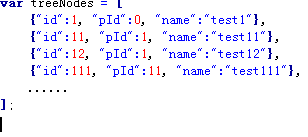 var treeNodes = [
{"id":1, "pId":0, "name":"test1"},
{"id":11, "pId":1, "name":"test11"},
{"id":12, "pId":1, "name":"test12"},
{"id":111, "pId":11, "name":"test111"},
......
];